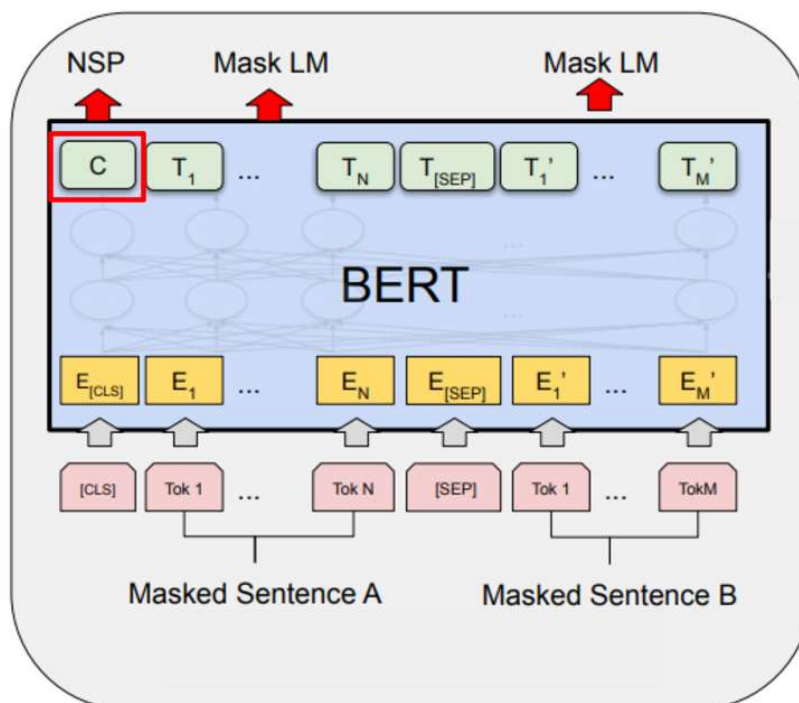 NSP Mask LM Mask LM
C T1 ... TN T[SEP] T1' ... TM'
...
BERT
...
E[CLS] E1 ... EN E[SEP] E1' ... EM'
[CLS] Tok 1 ... Tok N [SEP] Tok 1 ... TokM
Masked Sentence A Masked Sentence B